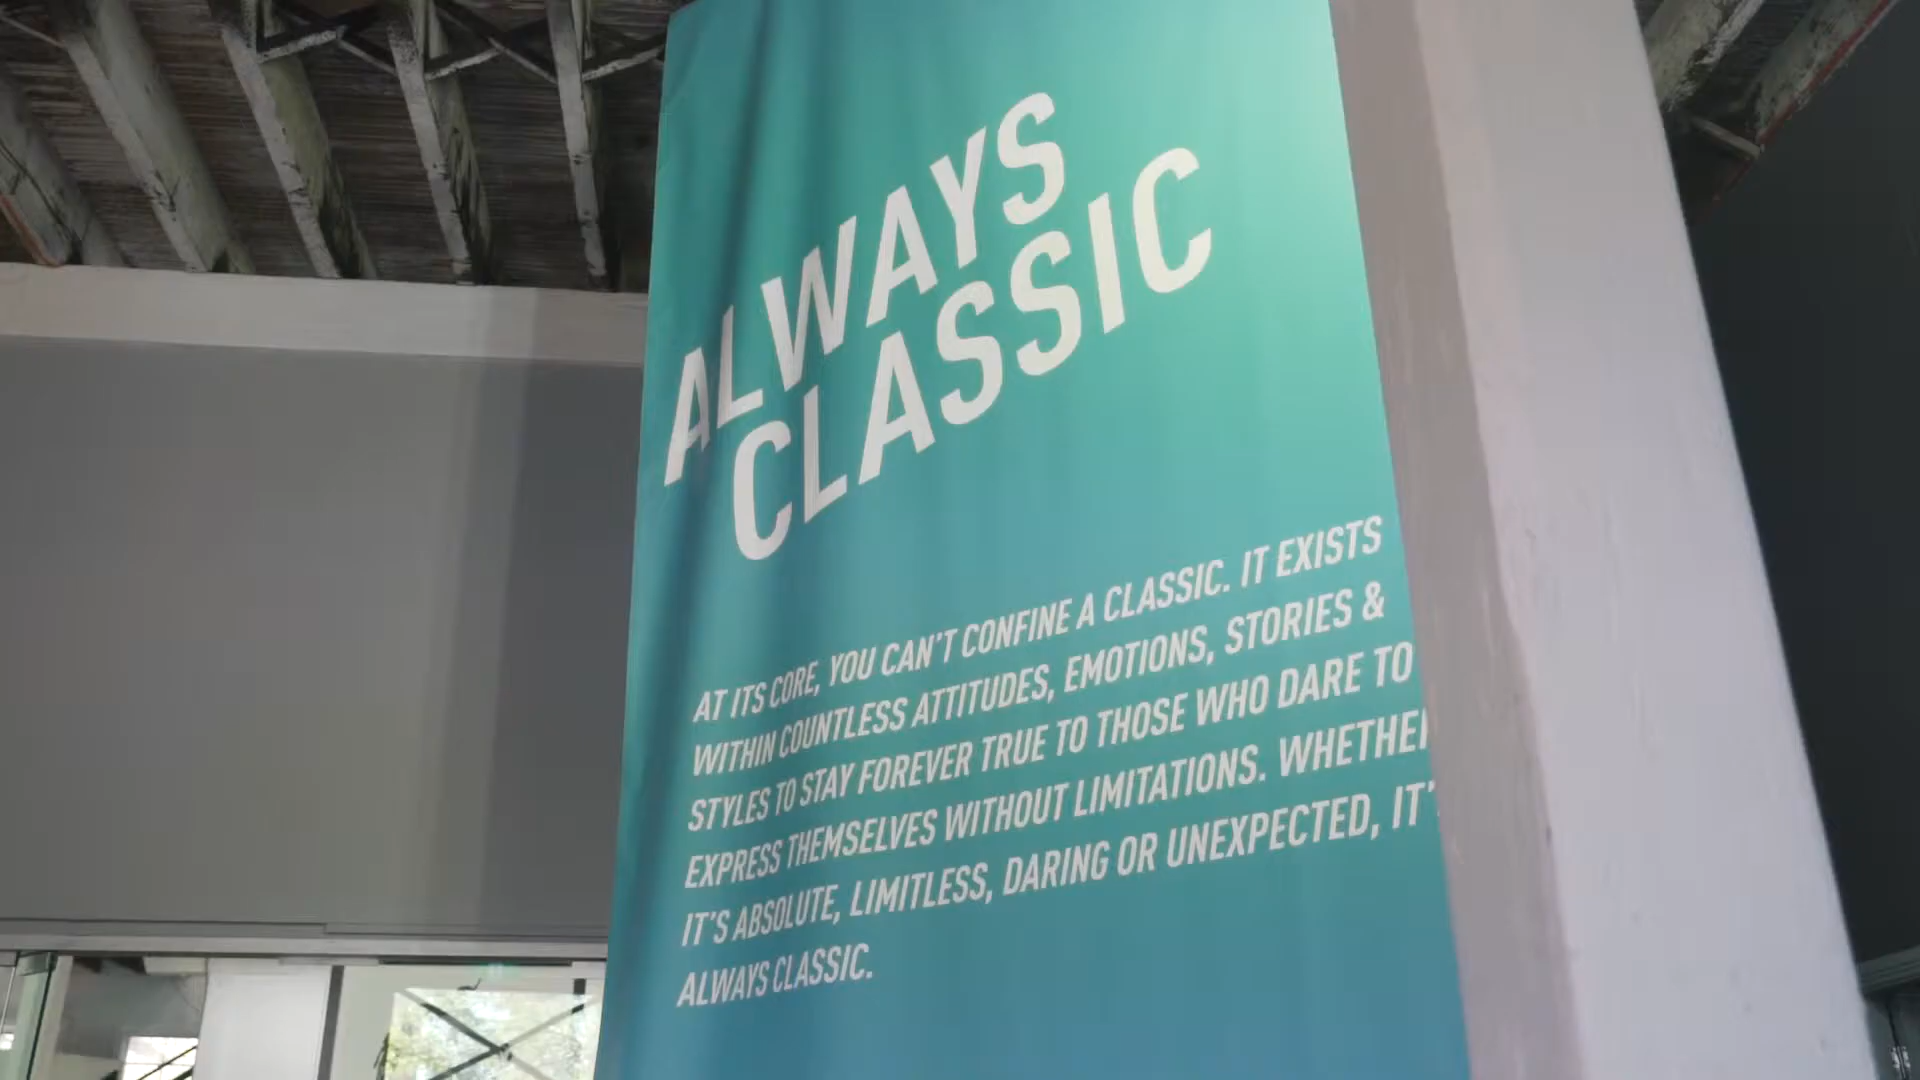 ALWAYS
CLASSIC
AT ITS CORE, YOU CAN'T CONFINE A CLASSIC. IT EXISTS
WITHIN COUNTLESS ATTITUDES, EMOTIONS, STORIES &
STYLES TO STAY FOREVER TRUE TO THOSE WHO DARE TO
EXPRESS THEMSELVES WITHOUT LIMITATIONS. WHETHER
IT'S ABSOLUTE, LIMITLESS, DARING OR UNEXPECTED, IT'
ALWAYS CLASSIC.